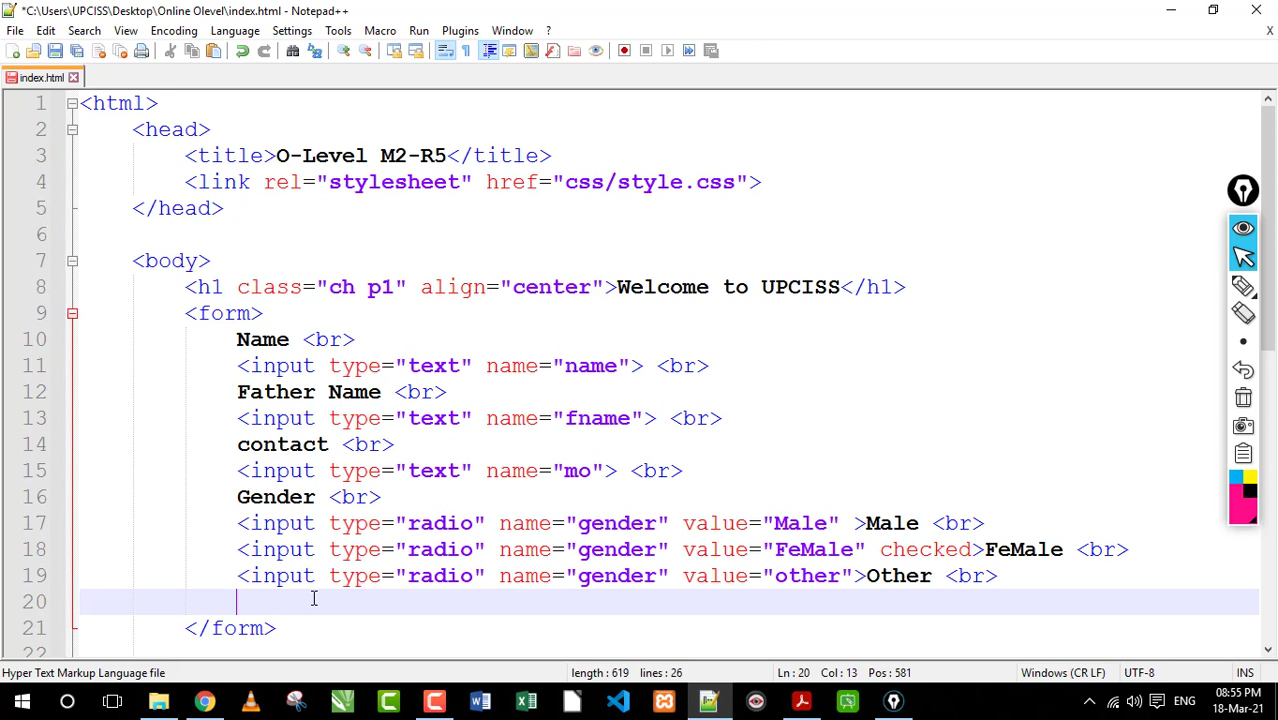 *C:\Users\UPCISS\Desktop\Online Olevel\index.html - Notepad++
File Edit Search View Encoding Language Settings Tools Macro Run Plugins Window ? X
index.html
1 <html>
2 <head>
3 <title>O-Level M2-R5</title>
4 <link rel="stylesheet" href="css/style.css">
5 </head>
6
7 <body>
8 <h1 class="ch p1" align="center">Welcome to UPCISS</h1>
9 <form>
10 Name <br>
11 <input type="text" name="name"> <br>
12 Father Name <br>
13 <input type="text" name="fname"> <br>
14 contact <br>
15 <input type="text" name="mo"> <br>
16 Gender <br>
17 <input type="radio" name="gender" value="Male" >Male <br>
18 <input type="radio" name="gender" value="FeMale" checked>FeMale <br>
19 <input type="radio" name="gender" value="other">Other <br>
20
21 </form>
22
Hyper Text Markup Language file length : 619 lines : 26 Ln : 20 Col : 13 Pos : 581 Windows (CR LF) UTF-8 INS
ENG 08:55 PM
18-Mar-21